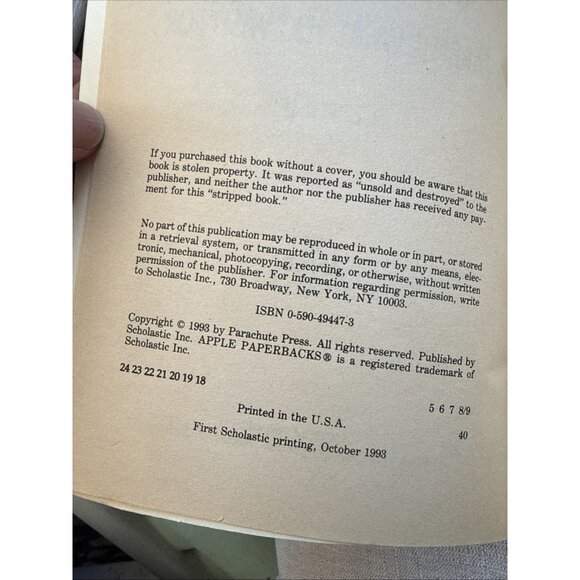 If you purchased this book without a cover, you should be aware that this
book is stolen property. It was reported as "unsold and destroyed" to the
publisher, and neither the author nor the publisher has received any pay-
ment for this "stripped book."
No part of this publication may be reproduced in whole or in part, or stored
in a retrieval system, or transmitted in any form or by any means, elec-
tronic, mechanical, photocopying, recording, or otherwise, without written
permission of the publisher. For information regarding permission, write
to Scholastic Inc., 730 Broadway, New York, NY 10003.
ISBN 0-590-49447-3
Copyright © 1993 by Parachute Press. All rights reserved. Published by
Scholastic Inc. APPLE PAPERBACKS® is a registered trademark of
Scholastic Inc.
24 23 22 21 20 19 18 5 6 7 8/9
Printed in the U.S.A. 40
First Scholastic printing, October 1993